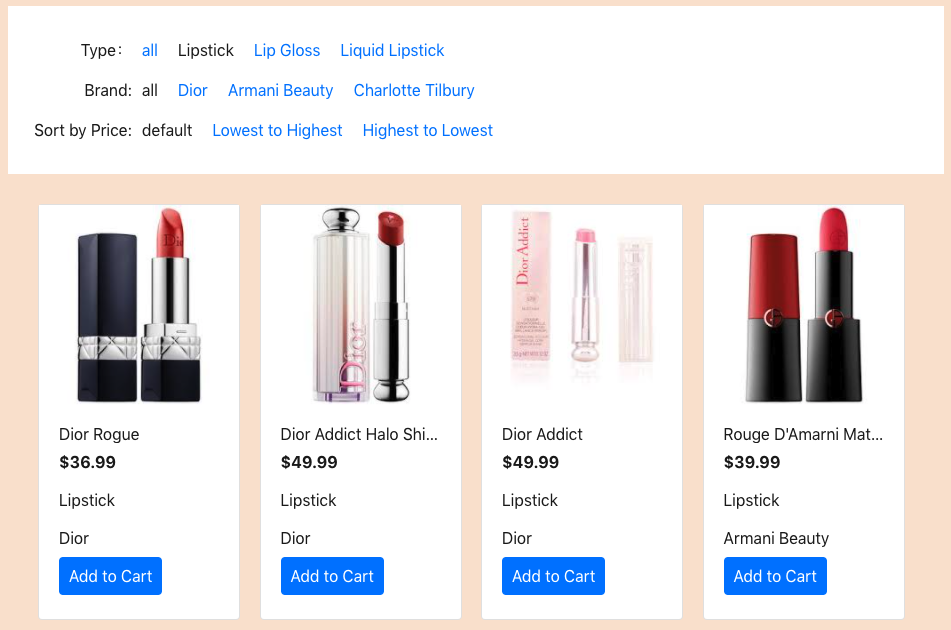 Type： all Lipstick Lip Gloss Liquid Lipstick
Brand: all Dior Armani Beauty Charlotte Tilbury
Sort by Price: default Lowest to Highest Highest to Lowest
Dior
Dior Addict
Dior Rogue
$36.99
Lipstick
Dior
Add to Cart
Dior Addict Halo Shi...
$49.99
Lipstick
Dior
Add to Cart
Dior Addict
$49.99
Lipstick
Dior
Add to Cart
Rouge D'Amarni Mat...
$39.99
Lipstick
Armani Beauty
Add to Cart